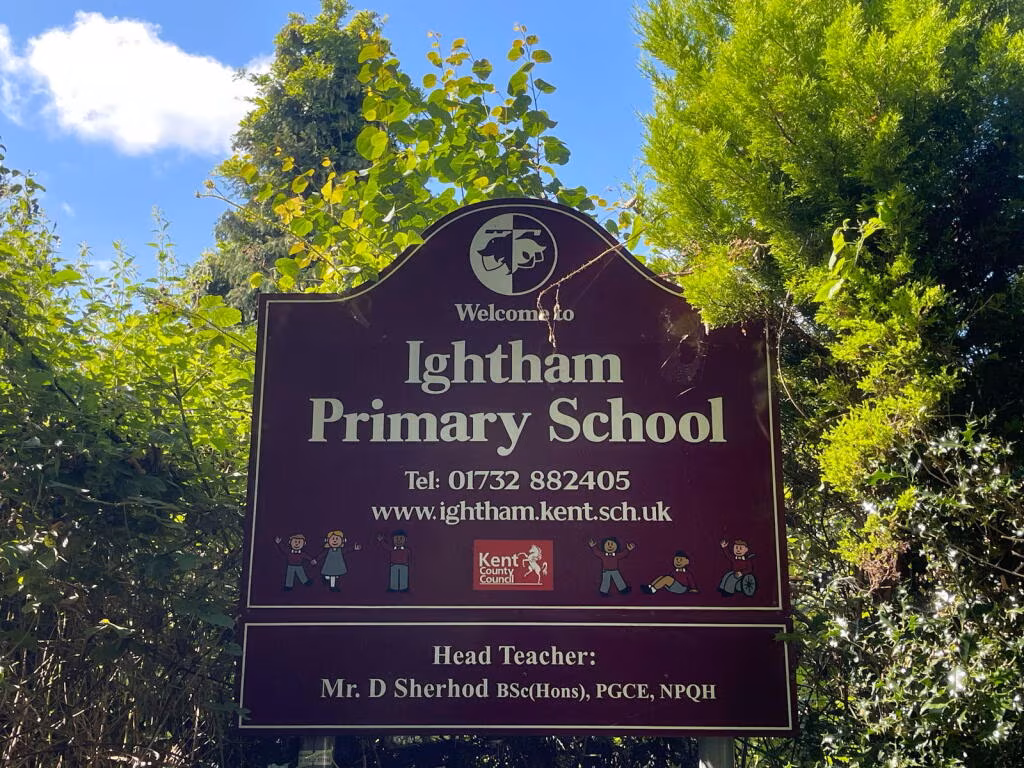 Welcome to
Ightham
Primary School
Tel: 01732 882405
www.ightham.kent.sch.uk
Kent
County
Council
Head Teacher:
Mr. D Sherhod BSc(Hons), PGCE, NPQH